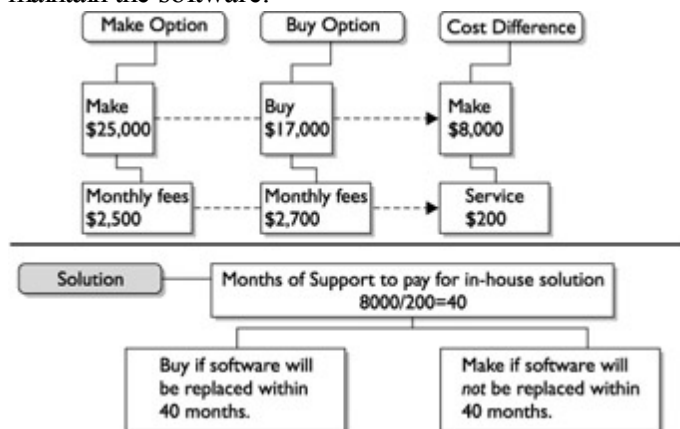 maintain the software.
Make Option
Buy Option
Cost Difference
Make
$25,000
Buy
$17,000
Make
$8,000
Monthly fees
$2,500
Monthly fees
$2,700
Service
$200
Solution
Months of Support to pay for in-house solution
8000/200=40
Buy if software will
be replaced within
40 months.
Make if software will
not be replaced within
40 months.